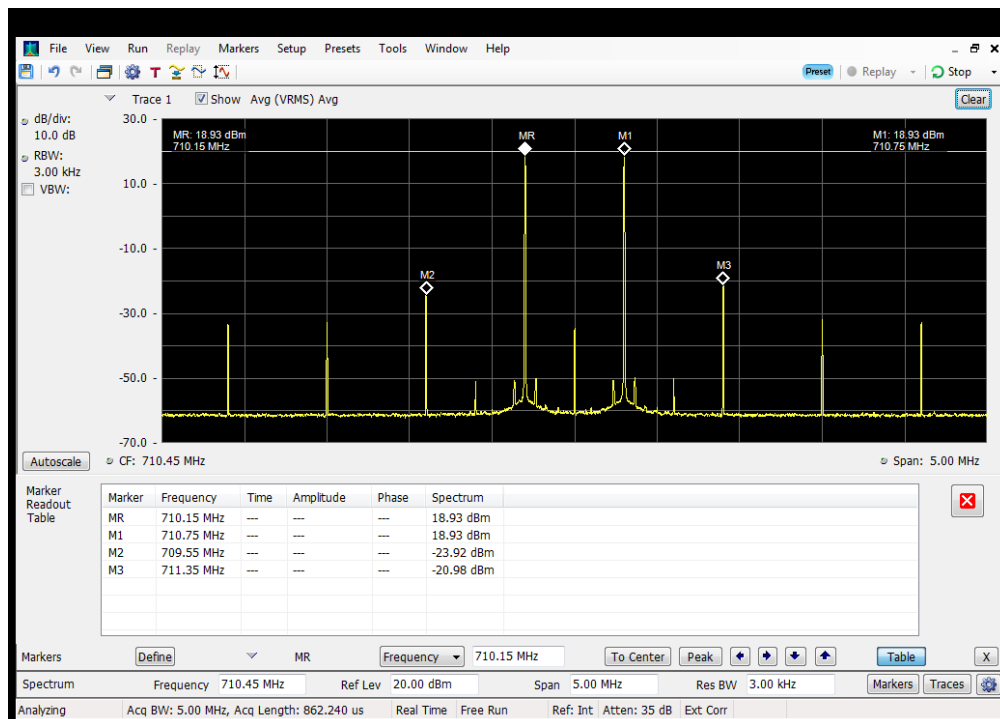 File View Run Replay Markers Setup Presets Tools Window Help
T Preset Replay Stop
Trace 1 Show Avg (VRMS) Avg Clear
dB/div:
10.0 dB
RBW:
3.00 kHz
VBW:
30.0 -
10.0 -
-10.0 -
-30.0 -
-50.0 -
-70.0 -
MR: 18.93 dBm
710.15 MHz
MR
M1
M1: 18.93 dBm
710.75 MHz
M2
M3
Autoscale CF: 710.45 MHz Span: 5.00 MHz
Marker
Readout
Table
Marker Frequency Time Amplitude Phase Spectrum
MR 710.15 MHz --- --- --- 18.93 dBm
M1 710.75 MHz --- --- --- 18.93 dBm
M2 709.55 MHz --- --- --- -23.92 dBm
M3 711.35 MHz --- --- --- -20.98 dBm
Markers Define MR Frequency 710.15 MHz To Center Peak Table X
Spectrum Frequency 710.45 MHz Ref Lev 20.00 dBm Span 5.00 MHz Res BW 3.00 kHz Markers Traces
Analyzing Acq BW: 5.00 MHz, Acq Length: 862.240 us Real Time Free Run Ref: Int Atten: 35 dB Ext Corr